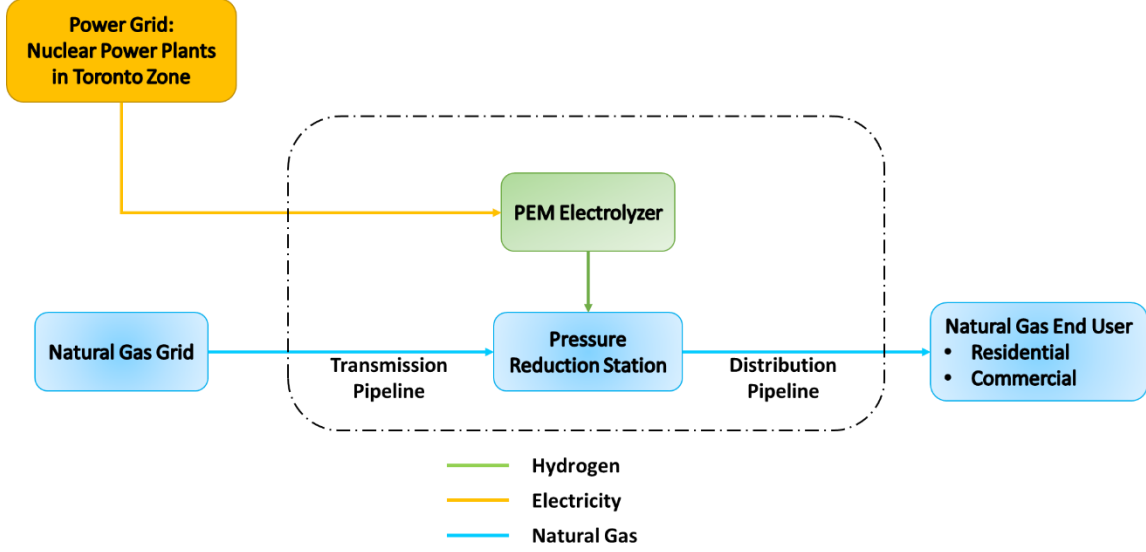 Power Grid:
Nuclear Power Plants
in Toronto Zone
PEM Electrolyzer
Natural Gas Grid
Transmission
Pipeline
Pressure
Reduction Station
Distribution
Pipeline
Natural Gas End User
• Residential
• Commercial
Hydrogen
Electricity
Natural Gas